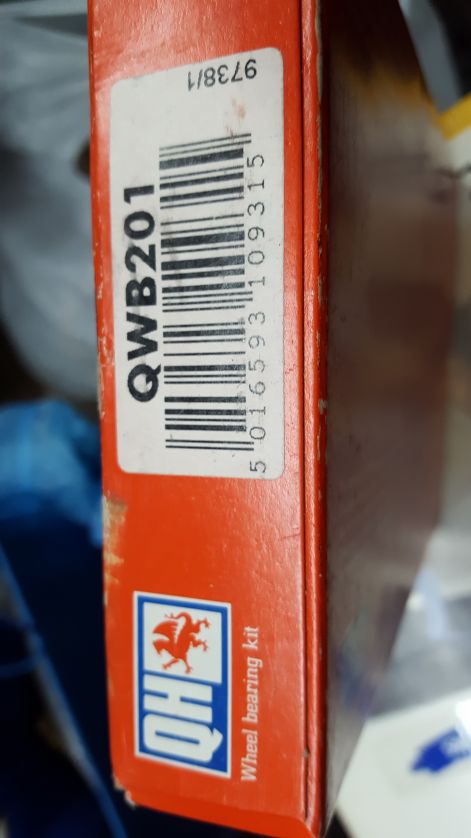 9738/1
QWB201
5 016593 109315
QH
Wheel bearing kit